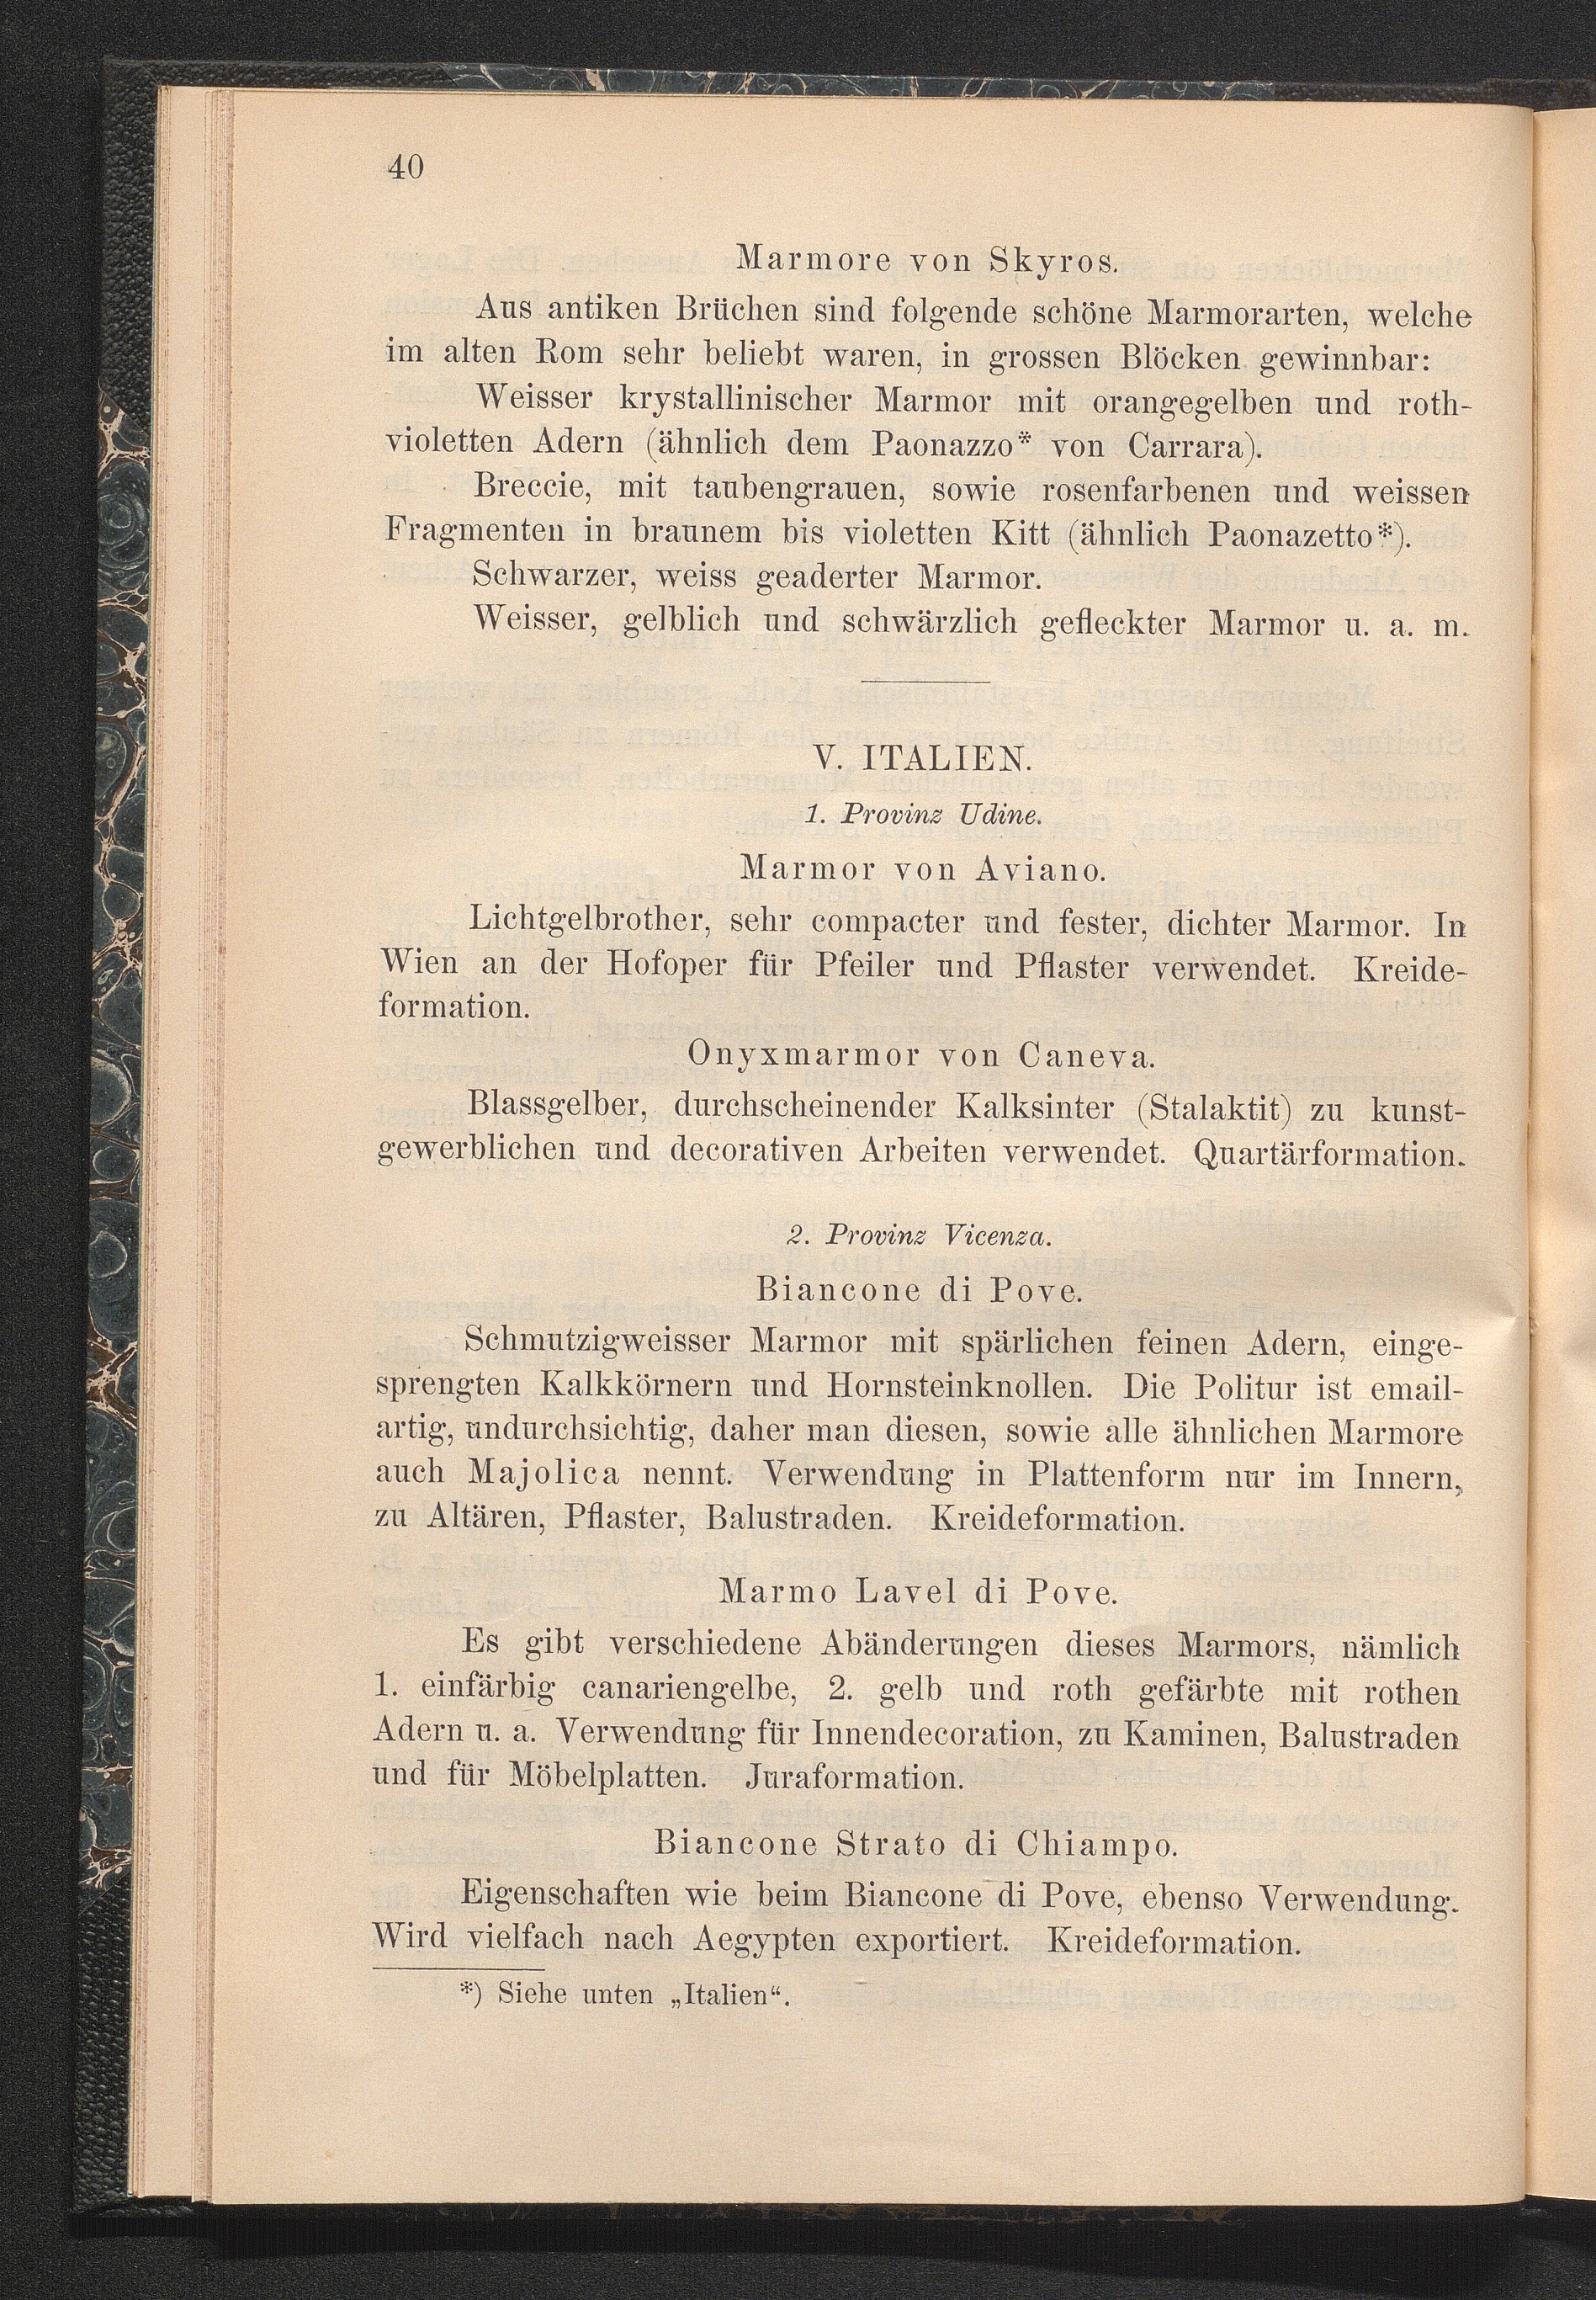 40
Marmore von Skyros.
Aus antiken Brüchen sind folgende schöne Marmorarten, welche
im alten Rom sehr beliebt waren, in grossen Blöcken gewinnbar:
Weisser krystallinischer Marmor mit orangegelben und roth-
violetten Adern (ähnlich dem Paonazzo* von Carrara).
Breccie, mit taubengrauen, sowie rosenfarbenen und weissen
Fragmenten in braunem bis violetten Kitt (ähnlich Paonazetto*).
Schwarzer, weiss geaderter Marmor.
Weisser, gelblich und schwärzlich gefleckter Marmor u. a. m.
V. ITALIEN.
1. Provinz Udine.
Marmor von Aviano.
Lichtgelbrother, sehr compacter und fester, dichter Marmor. In
Wien an der Hofoper für Pfeiler und Pflaster verwendet. Kreide-
formation.
Onyxmarmor von Caneva.
Blassgelber, durchscheinender Kalksinter (Stalaktit) zu kunst-
gewerblichen und decorativen Arbeiten verwendet. Quartärformation.
2. Provinz Vicenza.
Biancone di Pove.
Schmutzigweisser Marmor mit spärlichen feinen Adern, einge-
sprengten Kalkkörnern und Hornsteinknollen. Die Politur ist email-
artig, undurchsichtig, daher man diesen, sowie alle ähnlichen Marmore
auch Majolica nennt. Verwendung in Plattenform nur im Innern,
zu Altären, Pflaster, Balustraden. Kreideformation.
Marmo Lavel di Pove.
Es gibt verschiedene Abänderungen dieses Marmors, nämlich
1. einfärbig canariengelbe, 2. gelb und roth gefärbte mit rothen
Adern u. a. Verwendung für Innendecoration, zu Kaminen, Balustraden
und für Möbelplatten. Juraformation.
Biancone Strato di Chiampo.
Eigenschaften wie beim Biancone di Pove, ebenso Verwendung.
Wird vielfach nach Aegypten exportiert. Kreideformation.
*) Siehe unten „Italien“.